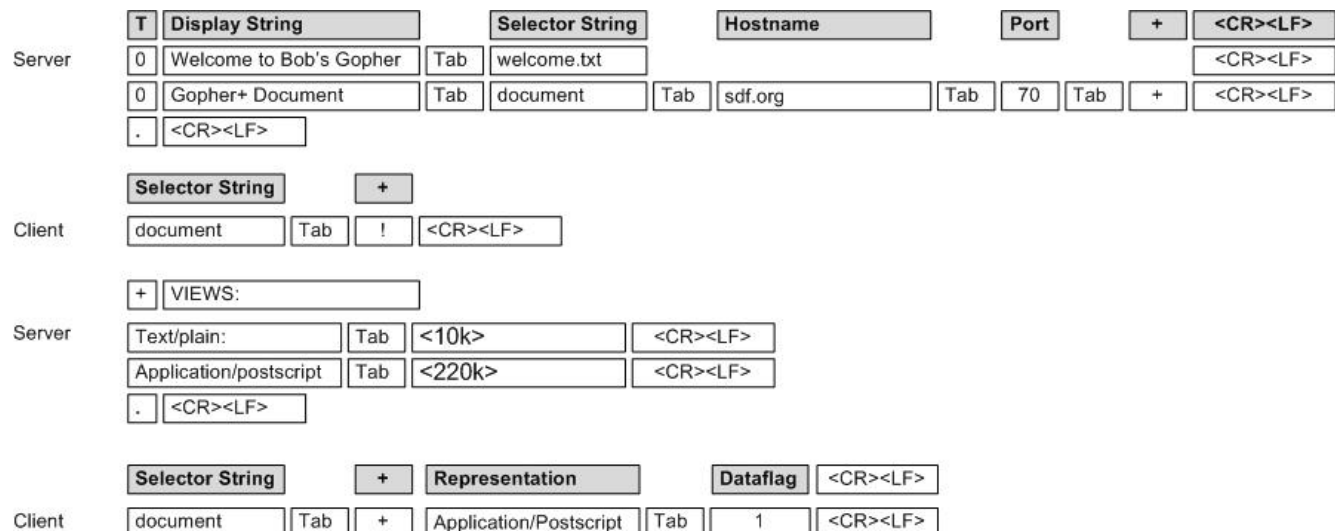 T Display String Selector String Hostname Port + <CR><LF>
Server 0 Welcome to Bob's Gopher Tab welcome.txt <CR><LF>
0 Gopher+ Document Tab document Tab sdf.org Tab 70 Tab + <CR><LF>
. <CR><LF>
Selector String +
Client document Tab ! <CR><LF>
+ VIEWS:
Server Text/plain: Tab <10k> <CR><LF>
Application/postscript Tab <220k> <CR><LF>
. <CR><LF>
Selector String + Representation Dataflag <CR><LF>
Client document Tab + Application/Postscript Tab 1 <CR><LF>